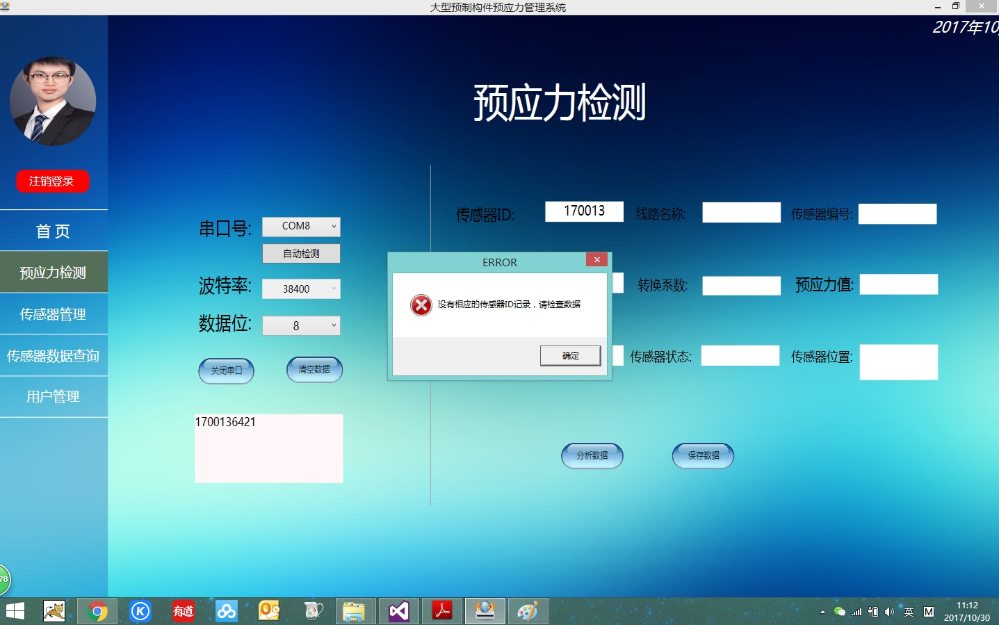 大型预制构件预应力管理系统
2017年10
预应力检测
注销登录
首 页
预应力检测
传感器管理
传感器数据查询
用户管理
串口号: COM8
自动检测
波特率: 38400
数据位: 8
关闭串口 清空数据
1700136421
传感器ID: 170013 线路名称: 传感器编号:
转换系数: 预应力值:
传感器状态: 传感器位置:
ERROR
没有相应的传感器ID记录，请检查数据
确定
分析数据 保存数据
78
有道
英 M
11:12
2017/10/30